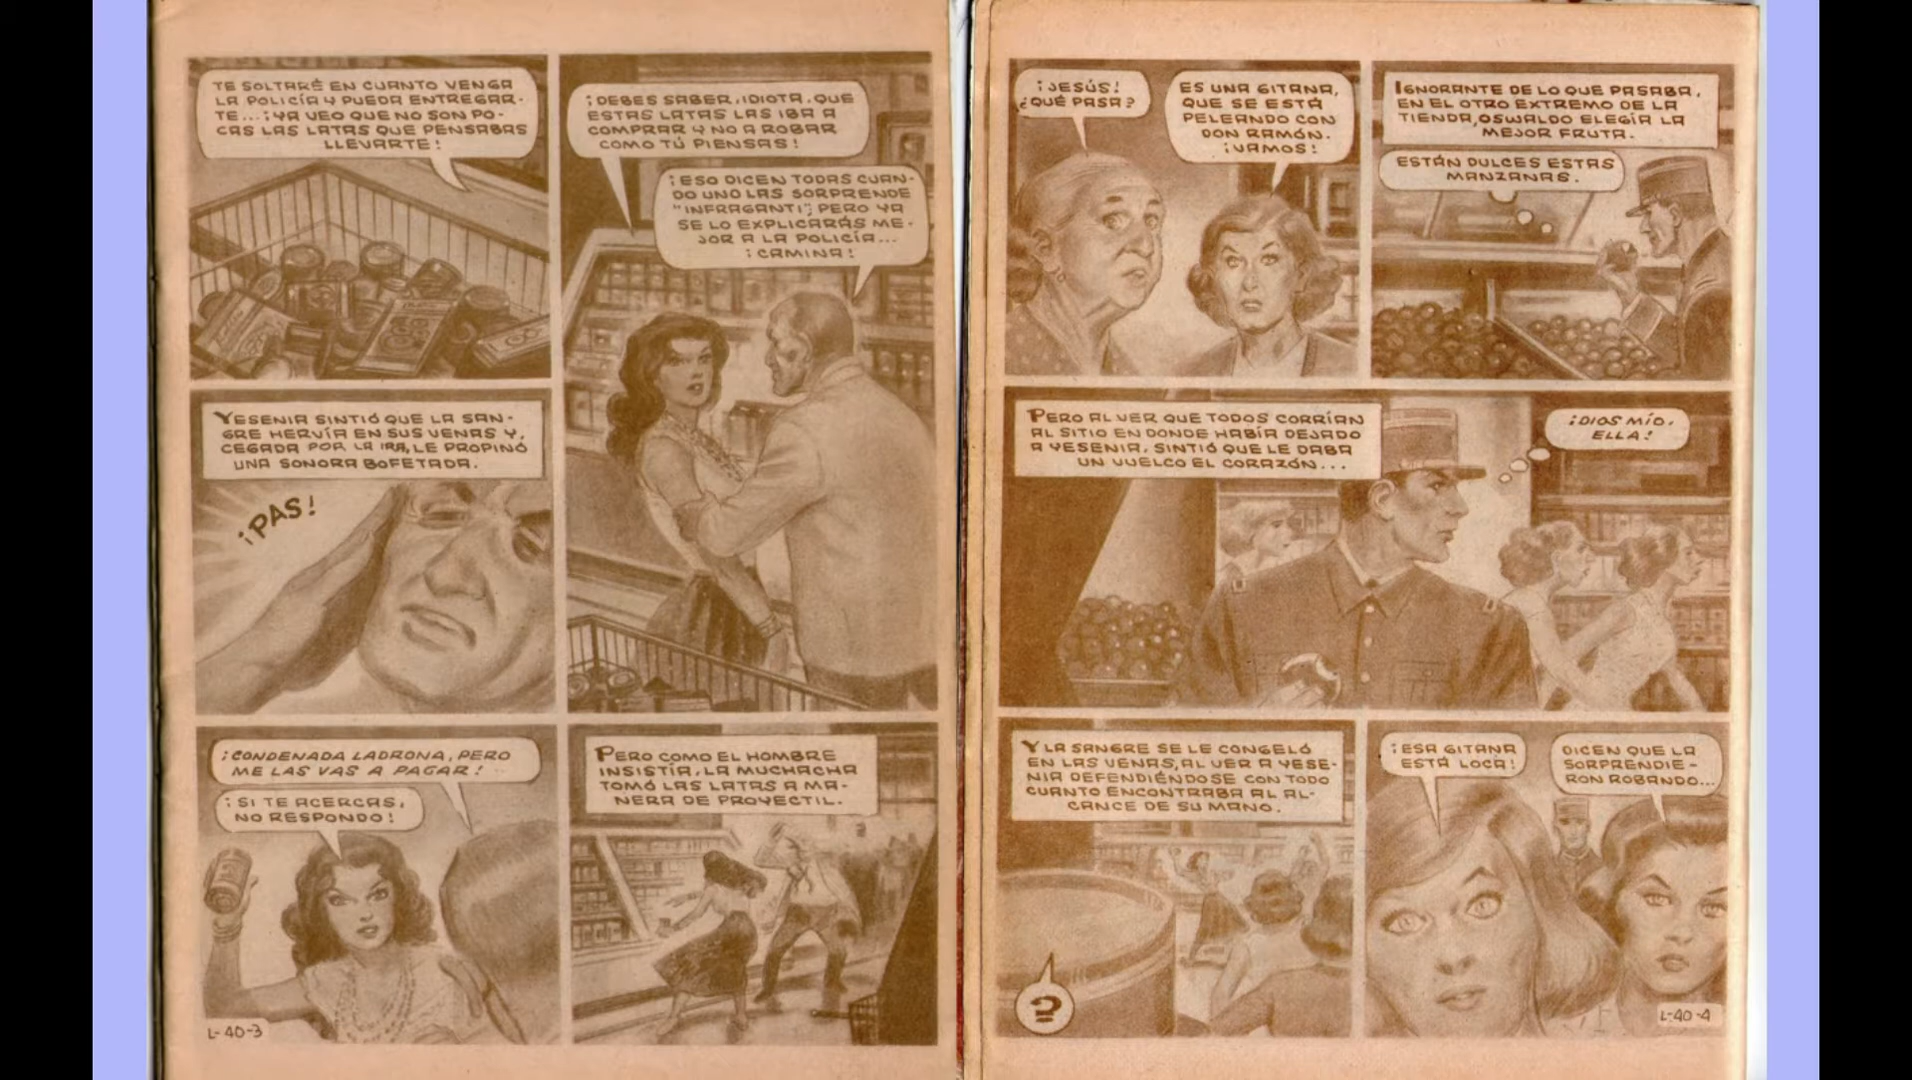 TE SOLTARÉ EN CUANTO VENGA
LA POLICÍA Y PUEDA ENTREGAR-
TE...¡YA VEO QUE NO SON PO-
CAS LAS LATAS QUE PENSABAS
LLEVARTE!
¡DEBES SABER, IDIOTA, QUE
ESTAS LATAS LAS IBA A
COMPRAR Y NO A ROBAR
COMO TÚ PIENSAS!
¡ESO DICEN TODAS CUAN-
DO UNO LAS SORPRENDE
"INFRAGANTI"; PERO YA
SE LO EXPLICARÁS ME-
JOR A LA POLICÍA...
¡CAMINA!
YESENIA SINTIÓ QUE LA SAN-
GRE HERVÍA EN SUS VENAS Y,
CEGADA POR LA IRA, LE PROPINÓ
UNA SONORA BOFETADA.
¡PAS!
¡CONDENADA LADRONA, PERO
ME LAS VAS A PAGAR!
¡SI TE ACERCAS,
NO RESPONDO!
L-40-3
PERO COMO EL HOMBRE
INSISTÍA, LA MUCHACHA
TOMÓ LAS LATAS A MA-
NERA DE PROYECTIL.
¡JESÚS!
¿QUÉ PASA?
ES UNA GITANA,
QUE SE ESTÁ
PELEANDO CON
DON RAMÓN.
¡VAMOS!
IGNORANTE DE LO QUE PASABA,
EN EL OTRO EXTREMO DE LA
TIENDA, OSWALDO ELEGÍA LA
MEJOR FRUTA.
ESTÁN DULCES ESTAS
MANZANAS.
PERO AL VER QUE TODOS CORRÍAN
AL SITIO EN DONDE HABÍA DEJADO
A YESENIA, SINTIÓ QUE LE DABA
UN VUELCO EL CORAZÓN...
¡DIOS MÍO,
ELLA!
Y LA SANGRE SE LE CONGELÓ
EN LAS VENAS, AL VER A YESE-
NIA DEFENDIÉNDOSE CON TODO
CUANTO ENCONTRABA AL AL-
CANCE DE SU MANO.
?
¡ESA GITANA
ESTÁ LOCA!
DICEN QUE LA
SORPRENDIE-
RON ROBANDO...
L-40-4